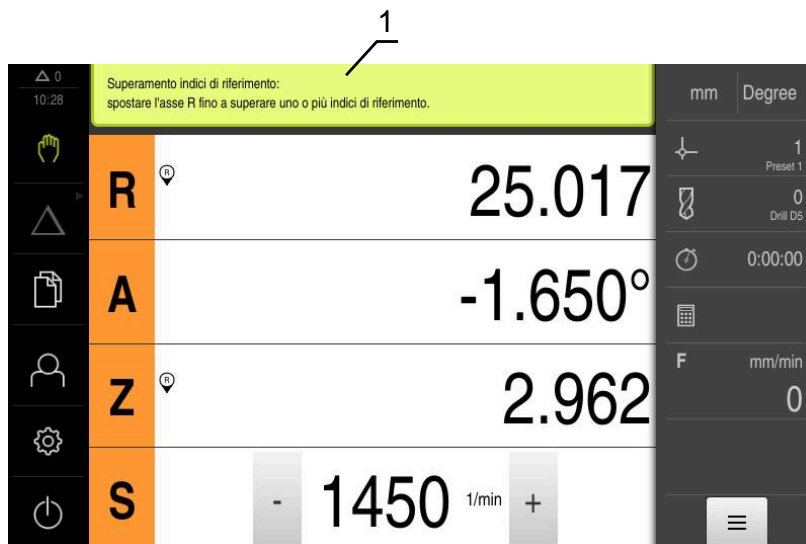 1
Superamento indici di riferimento:
spostare l'asse R fino a superare uno o più indici di riferimento.
0
10:28
mm Degree
R R 25.017
1
Preset 1
0
Drill D5
A -1.650°
0:00:00
Z R 2.962
F mm/min
0
S - 1450 1/min +